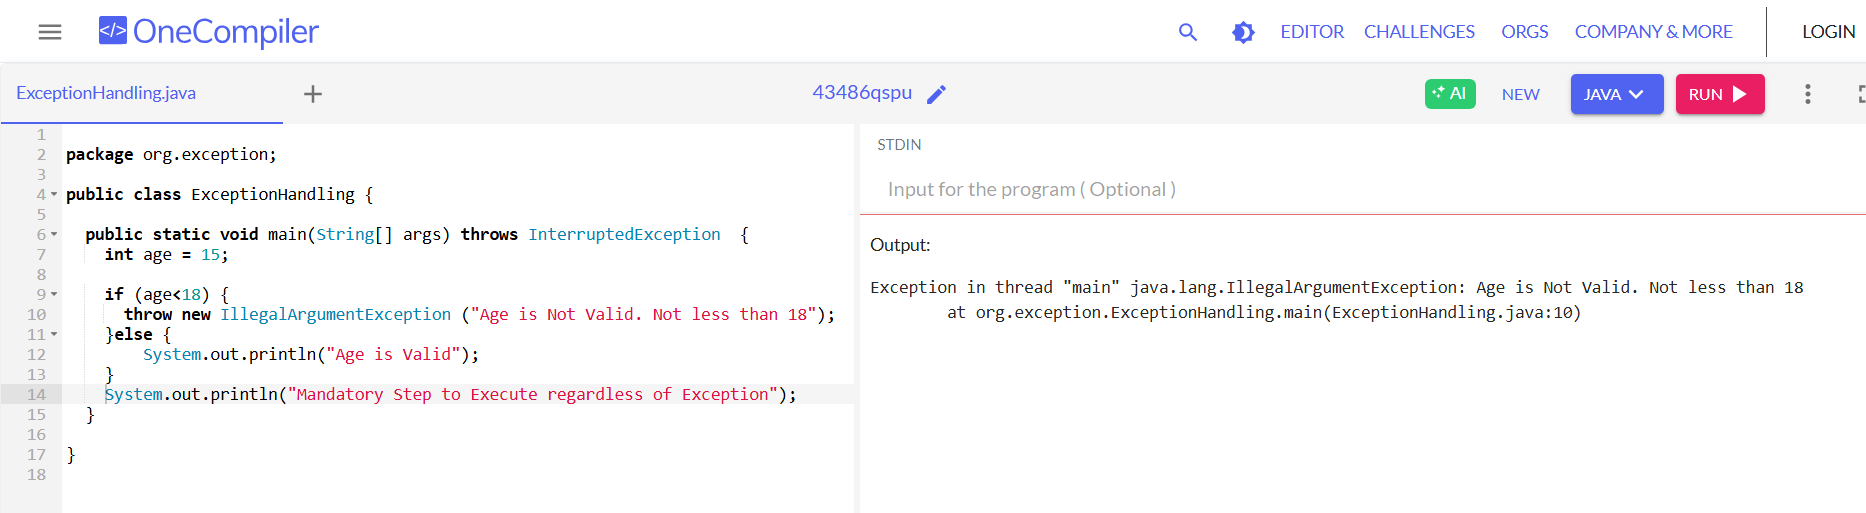 </> OneCompiler
EDITOR CHALLENGES ORGS COMPANY & MORE LOGIN
ExceptionHandling.java + 43486qspu AI NEW JAVA RUN
1
2 package org.exception;
3
4 public class ExceptionHandling {
5
6 public static void main(String[] args) throws InterruptedException  {
7 int age = 15;
8
9 if (age<18) {
10 throw new IllegalArgumentException ("Age is Not Valid. Not less than 18");
11 }else {
12 System.out.println("Age is Valid");
13 }
14 System.out.println("Mandatory Step to Execute regardless of Exception");
15 }
16
17 }
18
STDIN
Input for the program ( Optional )
Output:
Exception in thread "main" java.lang.IllegalArgumentException: Age is Not Valid. Not less than 18
at org.exception.ExceptionHandling.main(ExceptionHandling.java:10)